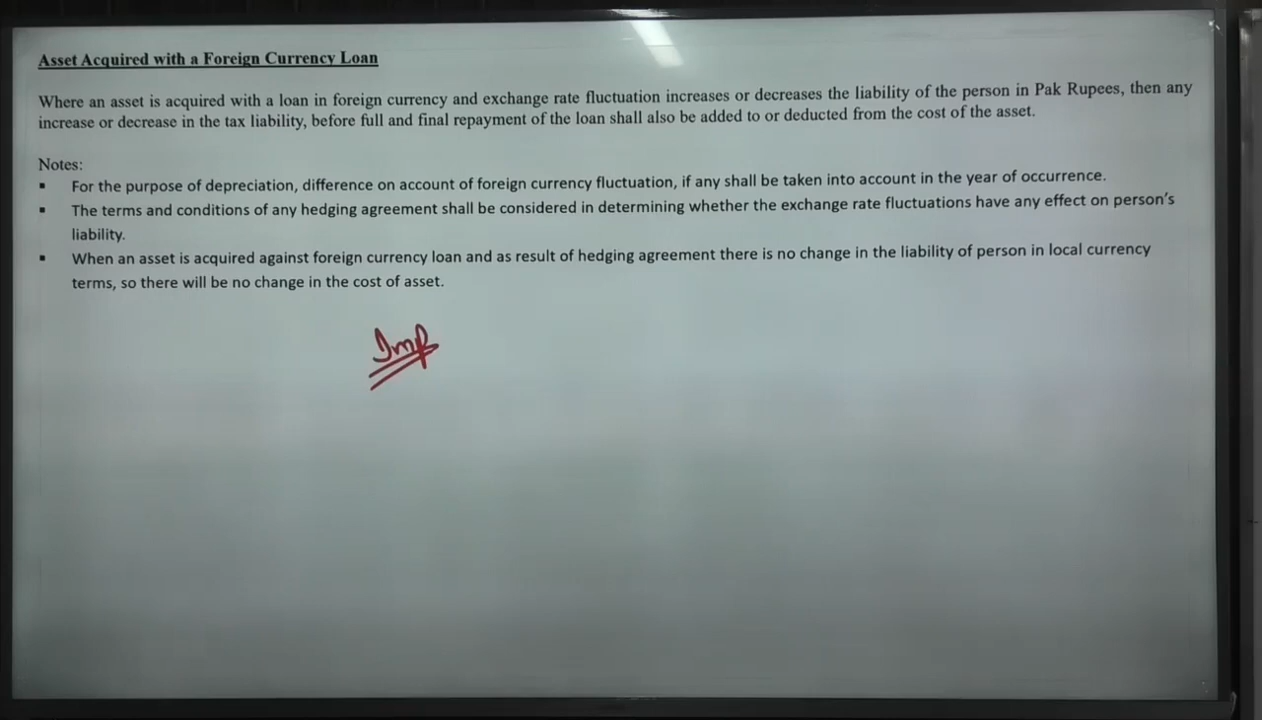 Asset Acquired with a Foreign Currency Loan
Where an asset is acquired with a loan in foreign currency and exchange rate fluctuation increases or decreases the liability of the person in Pak Rupees, then any
increase or decrease in the tax liability, before full and final repayment of the loan shall also be added to or deducted from the cost of the asset.
Notes:
▪ For the purpose of depreciation, difference on account of foreign currency fluctuation, if any shall be taken into account in the year of occurrence.
▪ The terms and conditions of any hedging agreement shall be considered in determining whether the exchange rate fluctuations have any effect on person's
liability.
▪ When an asset is acquired against foreign currency loan and as result of hedging agreement there is no change in the liability of person in local currency
terms, so there will be no change in the cost of asset.
Imp